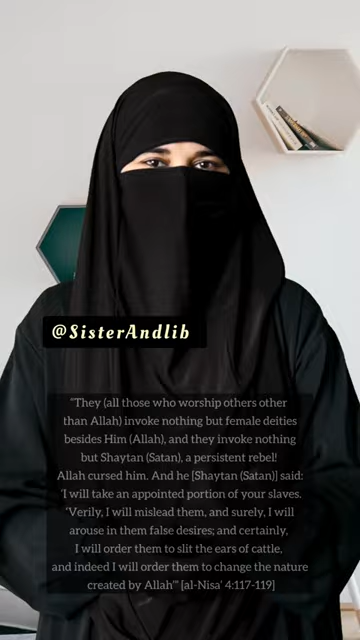 @SisterAndlib
"They (all those who worship others other
than Allah) invoke nothing but female deities
besides Him (Allah), and they invoke nothing
but Shaytan (Satan), a persistent rebel!
Allah cursed him. And he [Shaytan (Satan)] said:
'I will take an appointed portion of your slaves.
'Verily, I will mislead them, and surely, I will
arouse in them false desires; and certainly,
I will order them to slit the ears of cattle,
and indeed I will order them to change the nature
created by Allah'" [al-Nisa' 4:117-119]